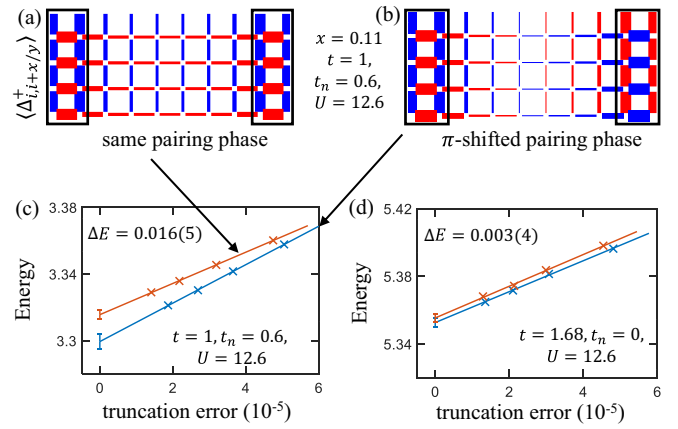 (a)
(b)
⟨Δ⁺ᵢ,ᵢ₊ₓ/ᵧ⟩
x = 0.11
t = 1,
tₙ = 0.6,
U = 12.6
same pairing phase
π-shifted pairing phase
(c)
3.38
3.34
3.3
Energy
ΔE = 0.016(5)
t = 1, tₙ = 0.6,
U = 12.6
0
2
4
6
truncation error (10⁻⁵)
(d)
5.42
5.38
5.34
Energy
ΔE = 0.003(4)
t = 1.68, tₙ = 0,
U = 12.6
0
2
4
6
truncation error (10⁻⁵)